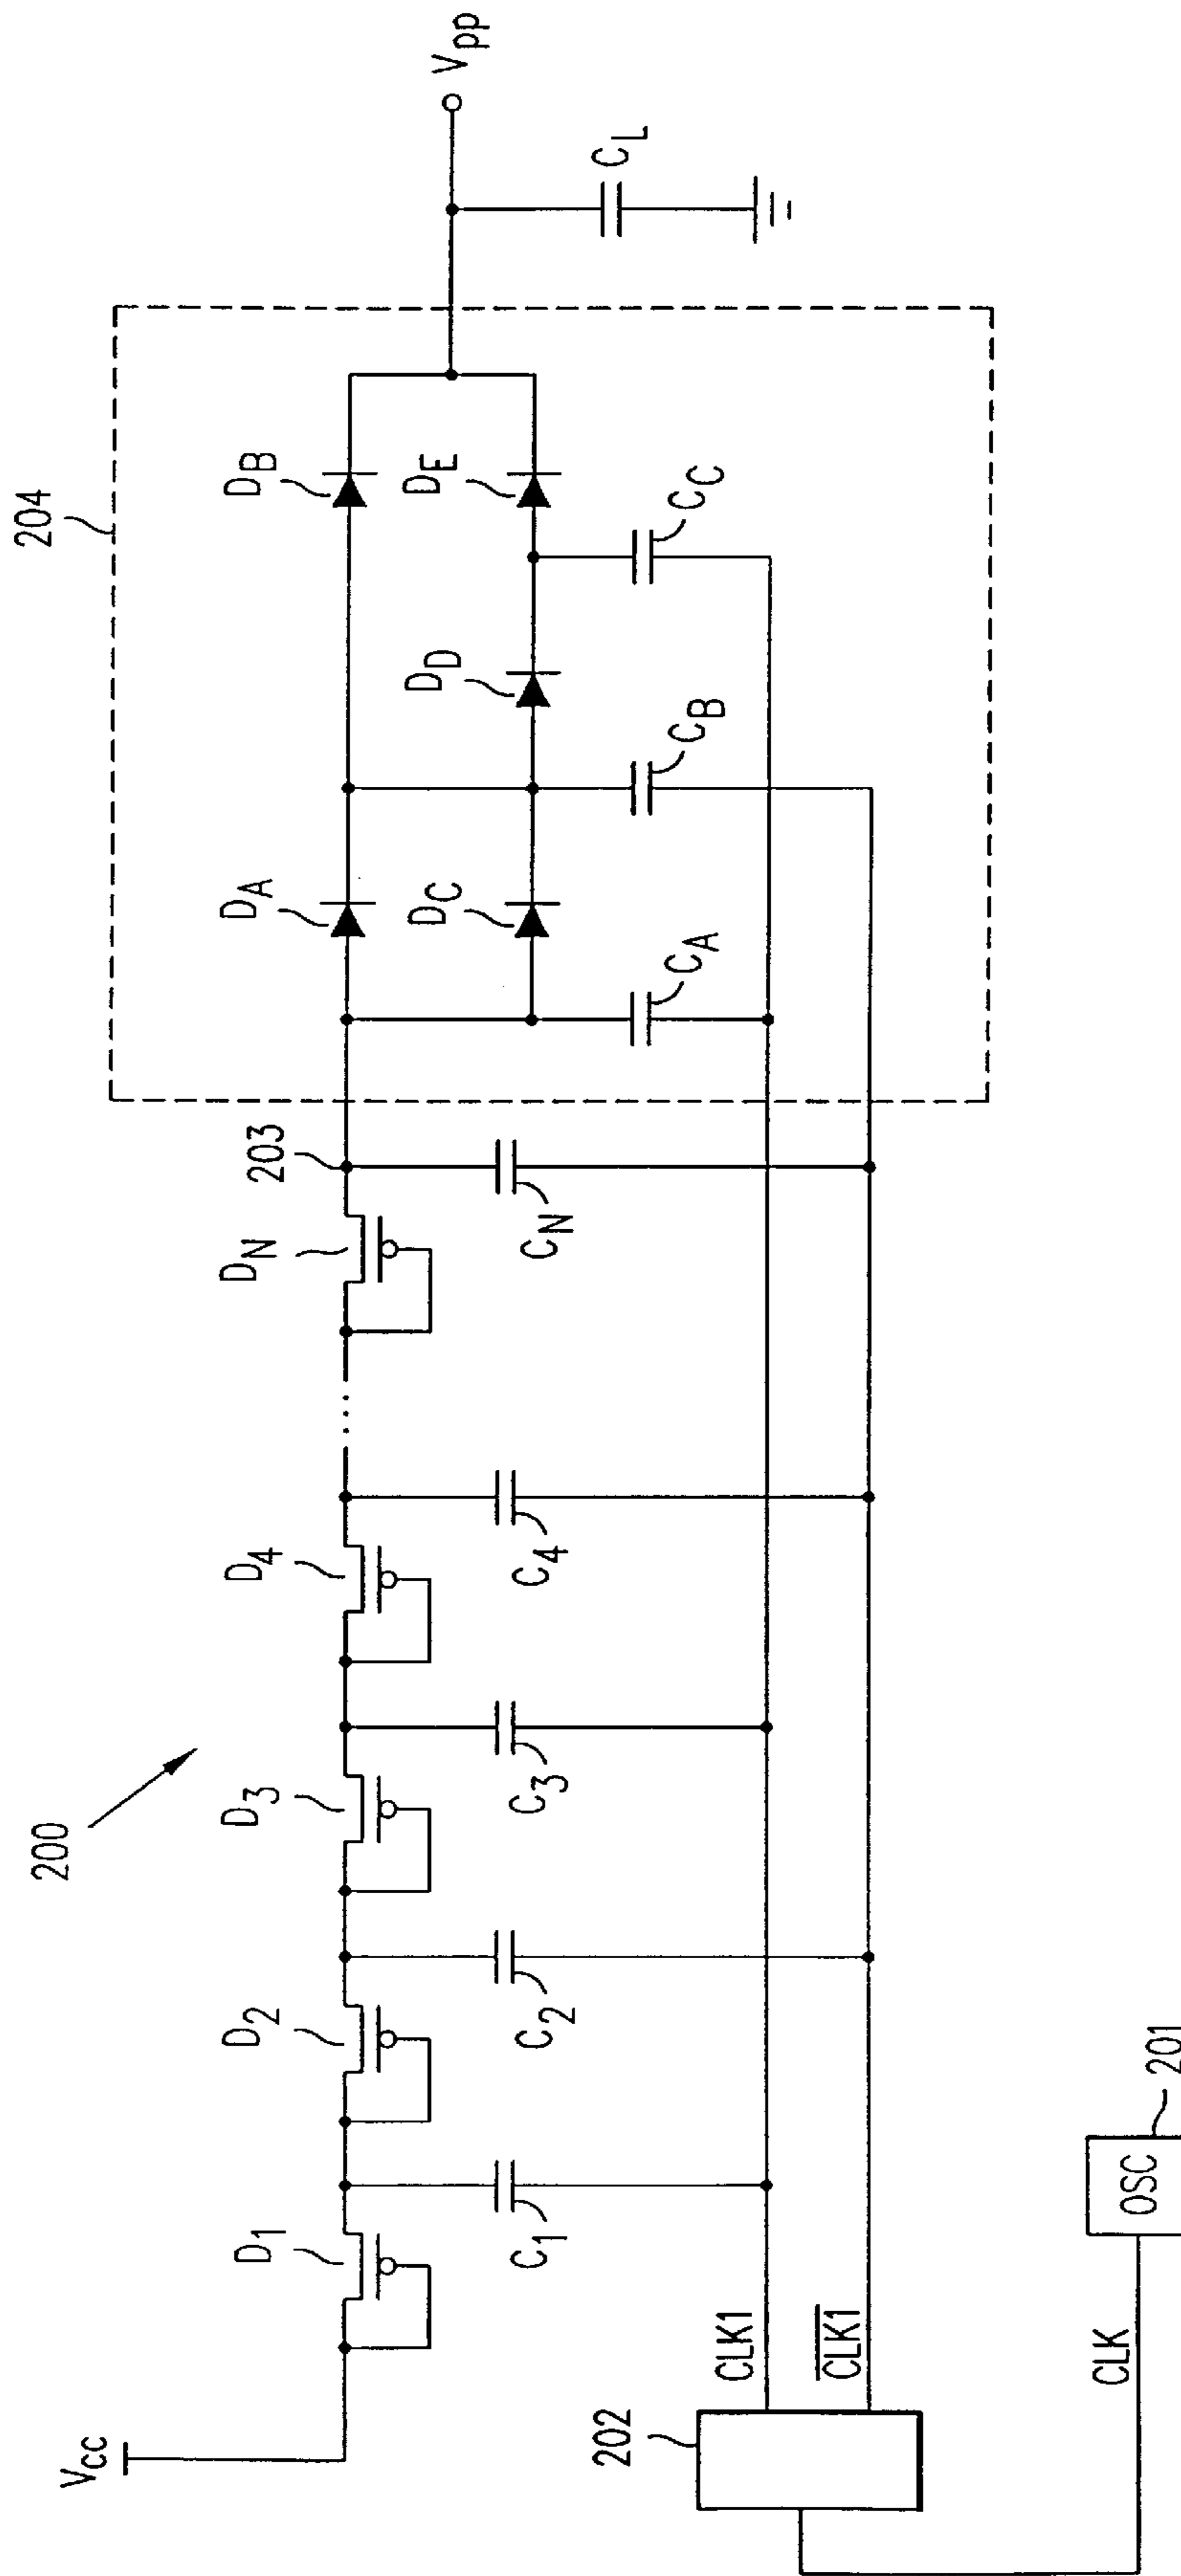 200
204
Vcc
D1
D2
D3
D4
DN
203
DA
DB
Vpp
DC
DD
DE
C1
C2
C3
C4
CN
CA
CB
CC
CL
202
CLK1
C̅L̅K̅1̅
CLK
OSC
201